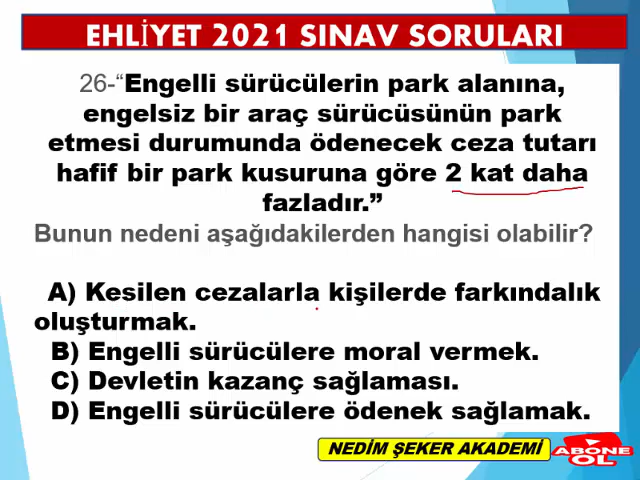 EHLİYET 2021 SINAV SORULARI
26-“Engelli sürücülerin park alanına,
engelsiz bir araç sürücüsünün park
etmesi durumunda ödenecek ceza tutarı
hafif bir park kusuruna göre 2 kat daha
fazladır.”
Bunun nedeni aşağıdakilerden hangisi olabilir?
A) Kesilen cezalarla kişilerde farkındalık
oluşturmak.
B) Engelli sürücülere moral vermek.
C) Devletin kazanç sağlaması.
D) Engelli sürücülere ödenek sağlamak.
NEDİM ŞEKER AKADEMİ
ABONE
OL